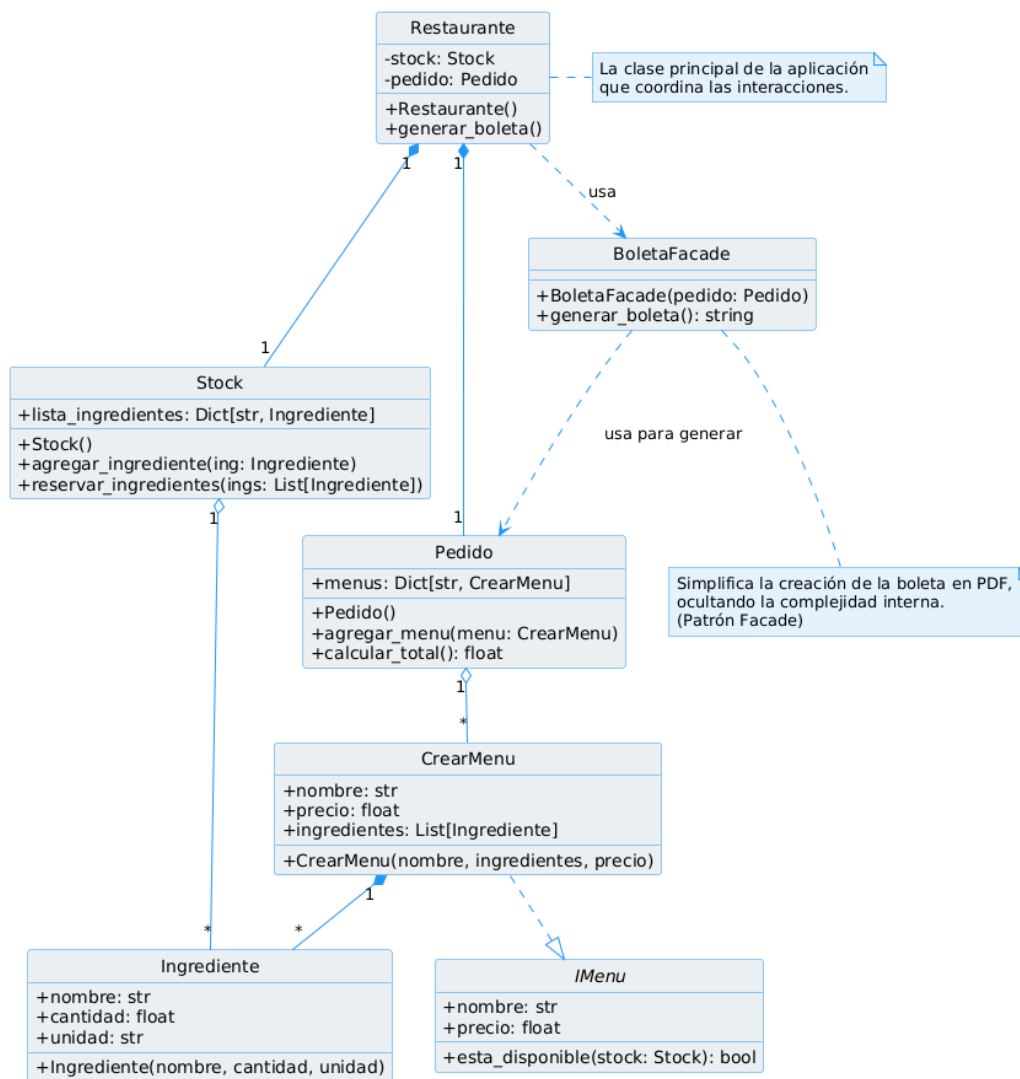 Restaurante
-stock: Stock
-pedido: Pedido
+Restaurante()
+generar_boleta()
La clase principal de la aplicación
que coordina las interacciones.
1
1
usa
BoletaFacade
+BoletaFacade(pedido: Pedido)
+generar_boleta(): string
1
Stock
+lista_ingredientes: Dict[str, Ingrediente]
+Stock()
+agregar_ingrediente(ing: Ingrediente)
+reservar_ingredientes(ings: List[Ingrediente])
usa para generar
1
1
Pedido
+menus: Dict[str, CrearMenu]
+Pedido()
+agregar_menu(menu: CrearMenu)
+calcular_total(): float
Simplifica la creación de la boleta en PDF,
ocultando la complejidad interna.
(Patrón Facade)
1
*
CrearMenu
+nombre: str
+precio: float
+ingredientes: List[Ingrediente]
+CrearMenu(nombre, ingredientes, precio)
1
*
*
Ingrediente
+nombre: str
+cantidad: float
+unidad: str
+Ingrediente(nombre, cantidad, unidad)
IMenu
+nombre: str
+precio: float
+esta_disponible(stock: Stock): bool